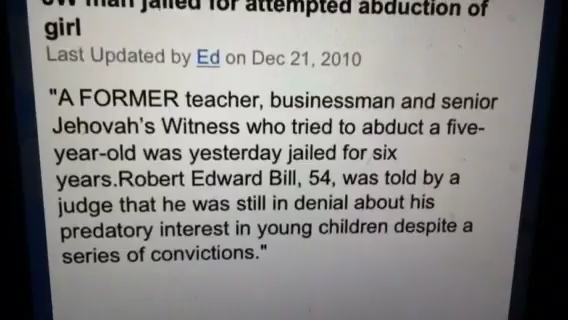 man jailed for attempted abduction of
girl
Last Updated by Ed on Dec 21, 2010
"A FORMER teacher, businessman and senior
Jehovah's Witness who tried to abduct a five-
year-old was yesterday jailed for six
years.Robert Edward Bill, 54, was told by a
judge that he was still in denial about his
predatory interest in young children despite a
series of convictions."